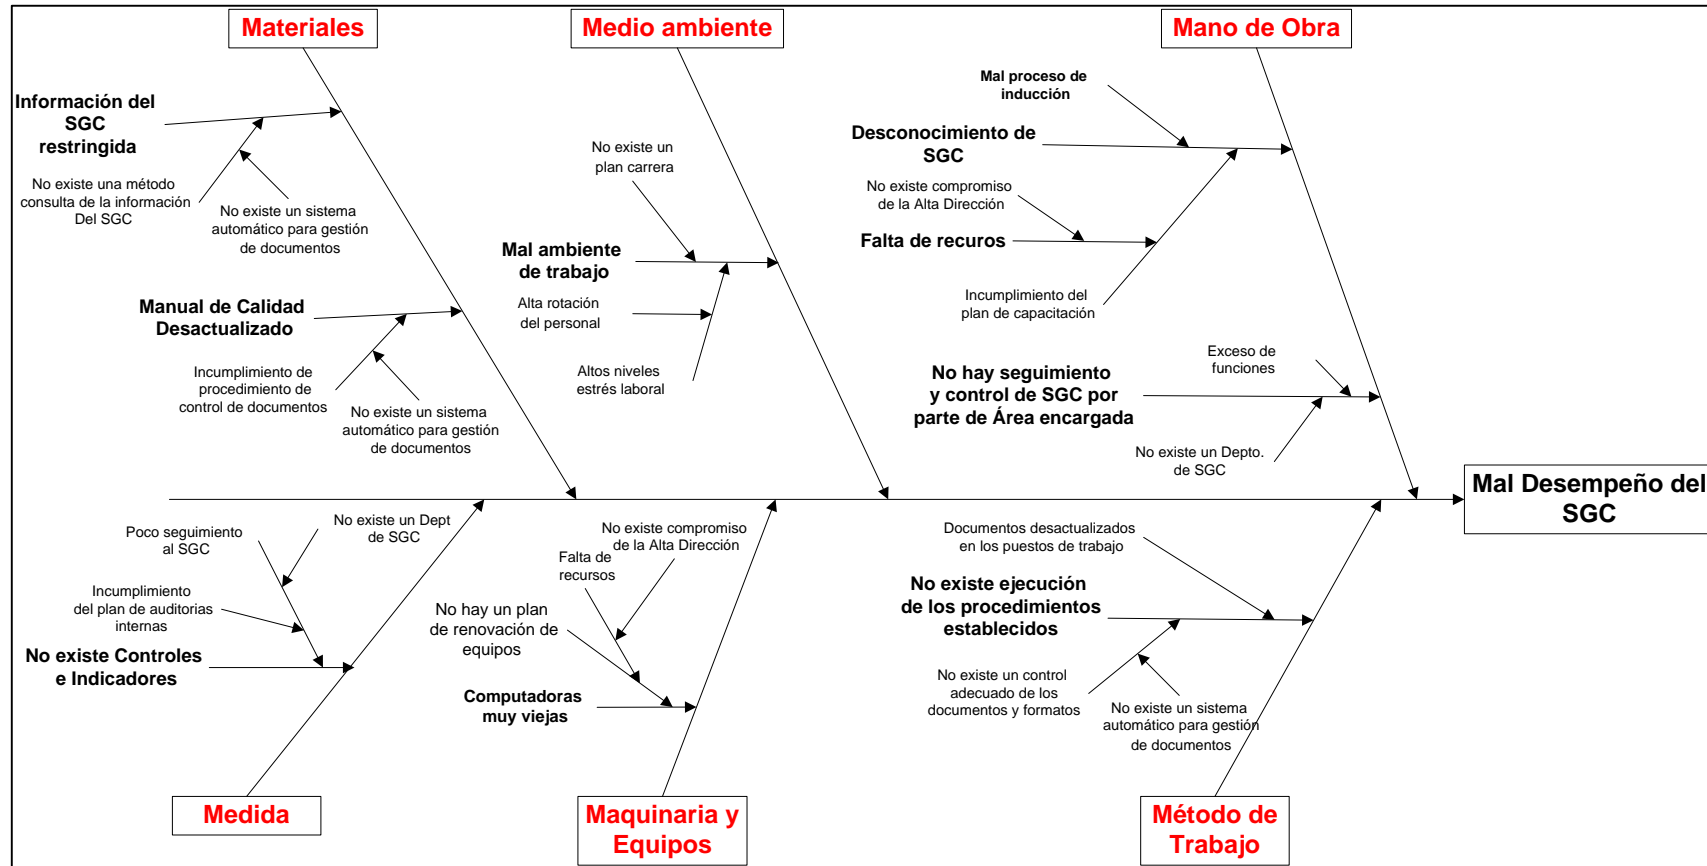 Materiales
Medio ambiente
Mano de Obra
Información del
SGC
restringida
No existe una método
consulta de la información
Del SGC
No existe un sistema
automático para gestión
de documentos
Manual de Calidad
Desactualizado
Incumplimiento de
procedimiento de
control de documentos
No existe un sistema
automático para gestión
de documentos
No existe un
plan carrera
Mal ambiente
de trabajo
Alta rotación
del personal
Altos niveles
estrés laboral
Mal proceso de
inducción
Desconocimiento de
SGC
No existe compromiso
de la Alta Dirección
Falta de recuros
Incumplimiento del
plan de capacitación
Exceso de
funciones
No hay seguimiento
y control de SGC por
parte de Área encargada
No existe un Depto.
de SGC
Mal Desempeño del
SGC
No existe un Dept
de SGC
Poco seguimiento
al SGC
Incumplimiento
del plan de auditorias
internas
No existe Controles
e Indicadores
No existe compromiso
de la Alta Dirección
Falta de
recursos
No hay un plan
de renovación de
equipos
Computadoras
muy viejas
Documentos desactualizados
en los puestos de trabajo
No existe ejecución
de los procedimientos
establecidos
No existe un control
adecuado de los
documentos y formatos
No existe un sistema
automático para gestión
de documentos
Medida
Maquinaria y
Equipos
Método de
Trabajo